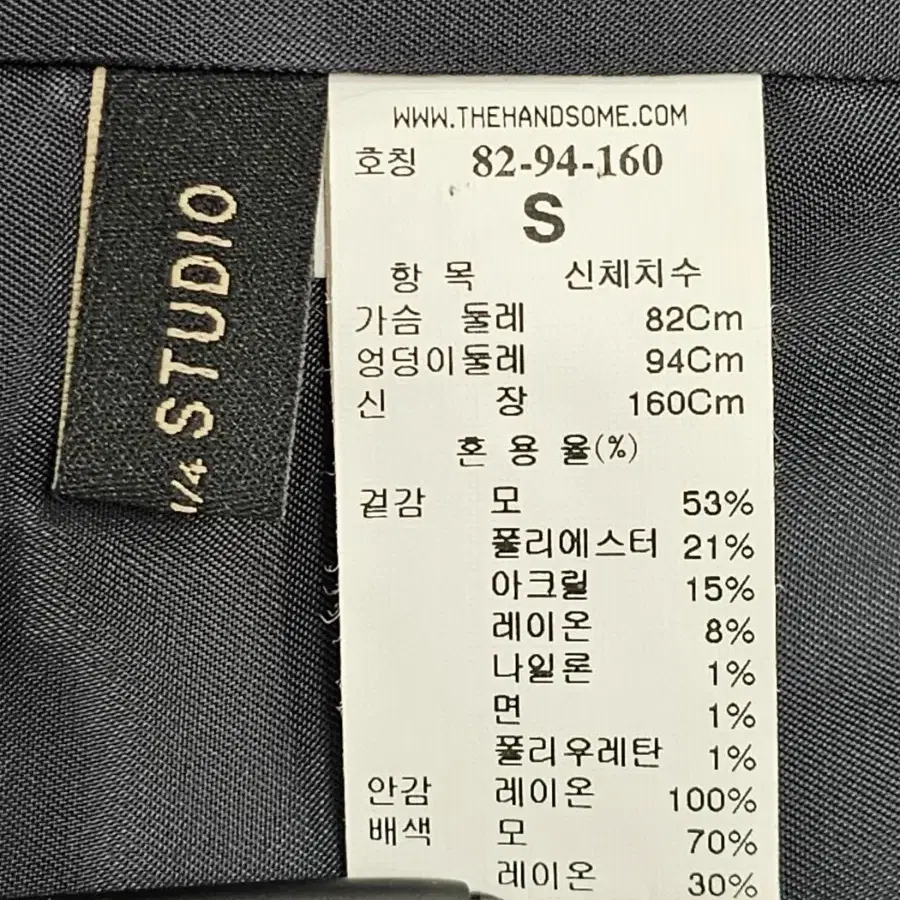 1/4 STUDIO
WWW.THEHANDSOME.COM
호칭 82-94-160
S
항 목 신체치수
가슴 둘레 82Cm
엉덩이둘레 94Cm
신 장 160Cm
혼 용 율(%)
겉감 모 53%
폴리에스터 21%
아크릴 15%
레이온 8%
나일론 1%
면 1%
폴리우레탄 1%
안감 레이온 100%
배색 모 70%
레이온 30%